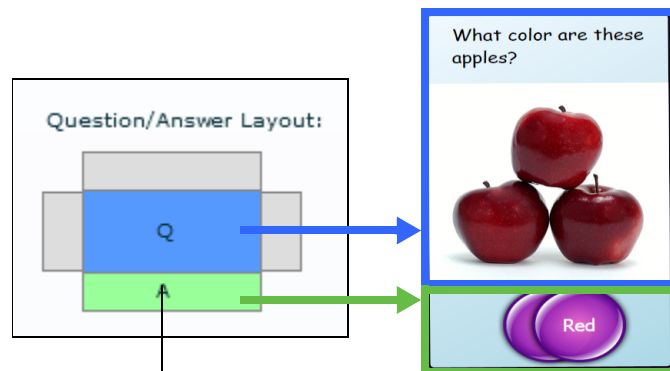 What color are these
apples?
Question/Answer Layout:
Q
A
Red